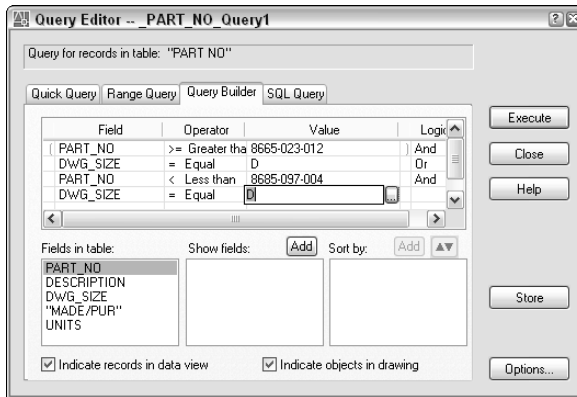 Query Editor -- _PART_NO_Query1
Query for records in table: "PART NO"
Quick Query Range Query Query Builder SQL Query
Field Operator Value Logic
( PART_NO >= Greater tha 8665-023-012 ) And
DWG_SIZE = Equal D Or
PART_NO < Less than 8685-097-004 And
DWG_SIZE = Equal D ...
Fields in table: Show fields: Add Sort by: Add
PART_NO
DESCRIPTION
DWG_SIZE
"MADE/PUR"
UNITS
Indicate records in data view Indicate objects in drawing
Execute
Close
Help
Store
Options...